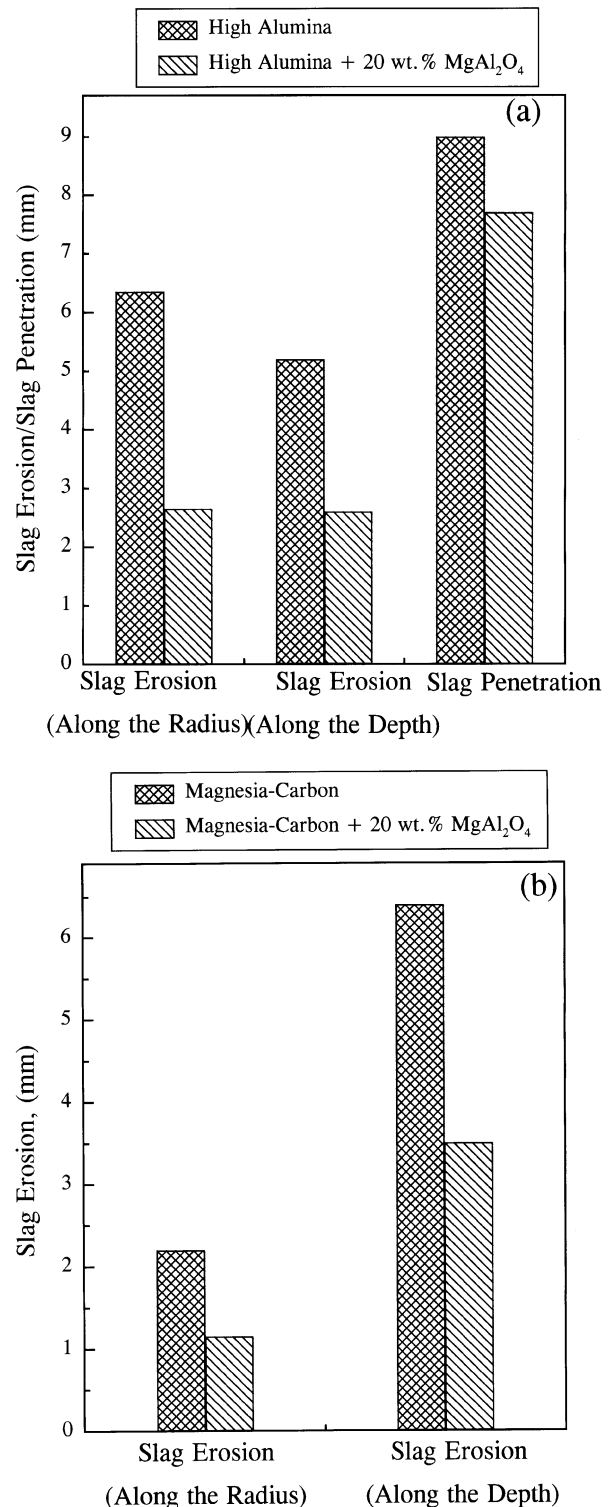 High Alumina
High Alumina + 20 wt.% MgAl₂O₄
(a)
9
8
7
6
5
4
3
2
1
0
Slag Erosion/Slag Penetration (mm)
Slag Erosion Slag Erosion Slag Penetration
(Along the Radius)(Along the Depth)
Magnesia-Carbon
Magnesia-Carbon + 20 wt.% MgAl₂O₄
(b)
6
5
4
3
2
1
0
Slag Erosion, (mm)
Slag Erosion Slag Erosion
(Along the Radius) (Along the Depth)